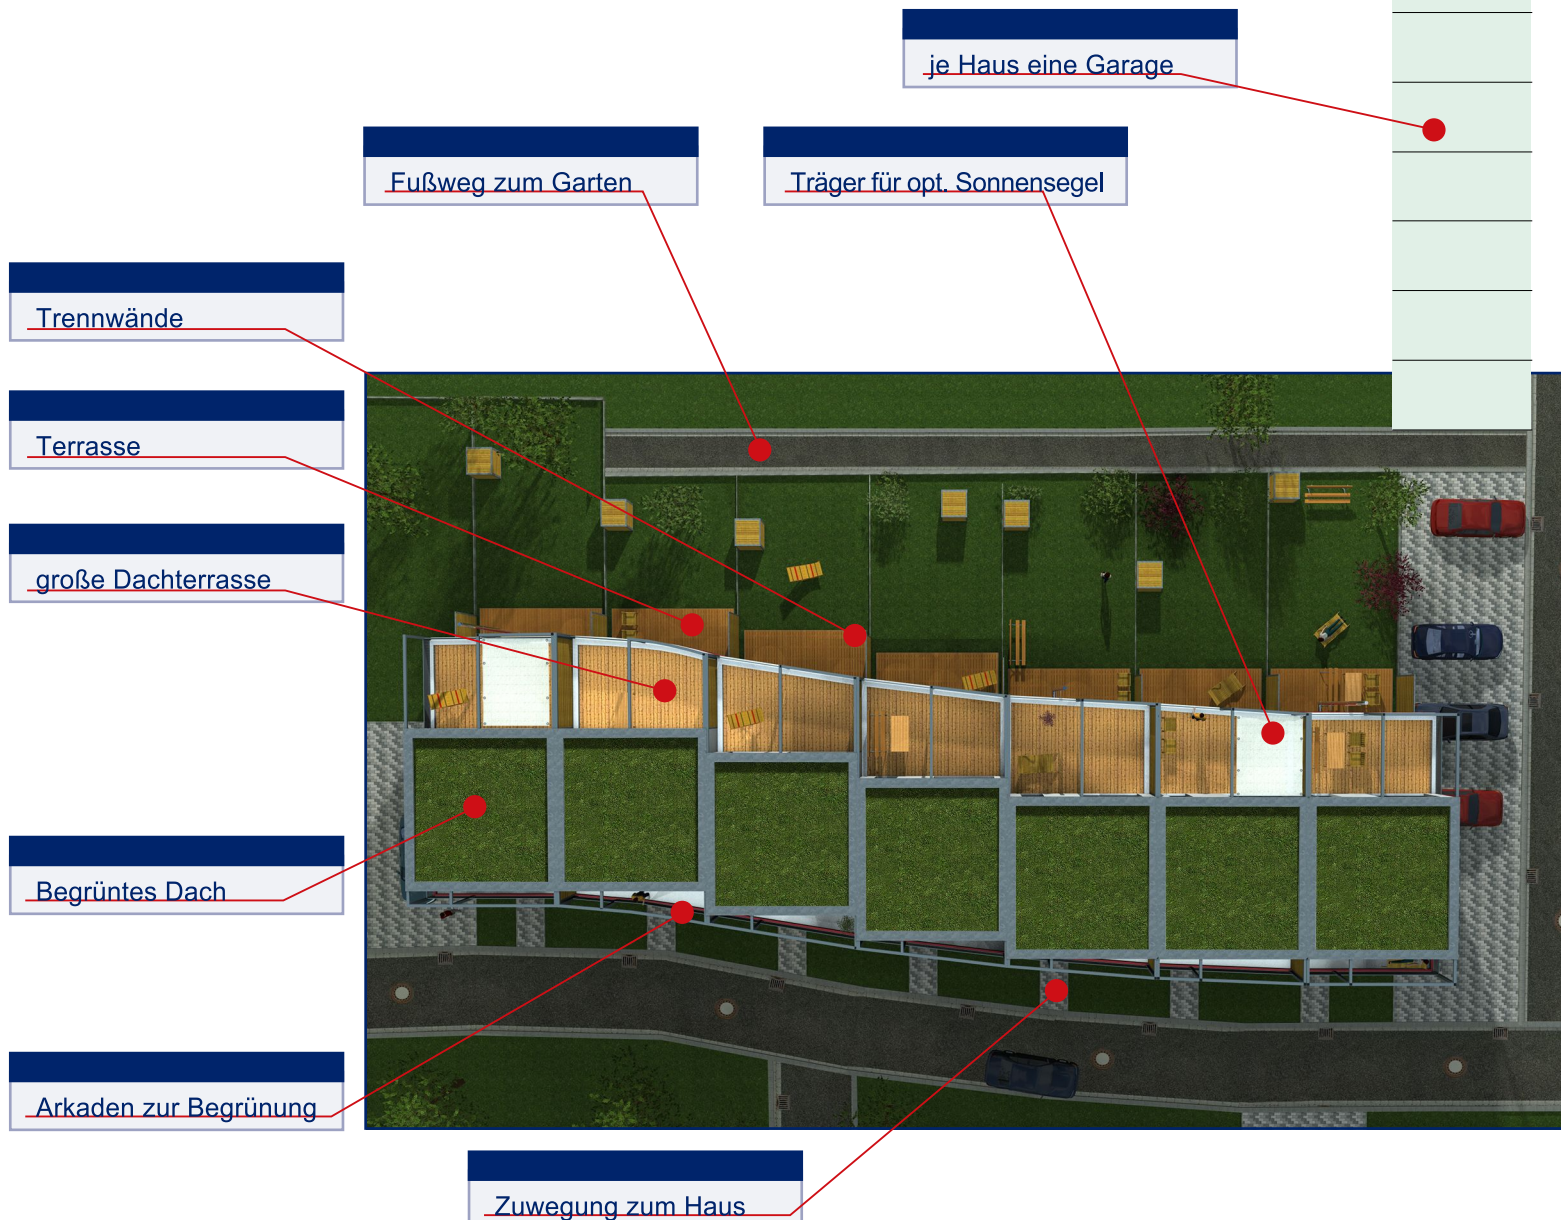 je Haus eine Garage
Fußweg zum Garten
Träger für opt. Sonnensegel
Trennwände
Terrasse
große Dachterrasse
Begrüntes Dach
Arkaden zur Begrünung
Zuwegung zum Haus